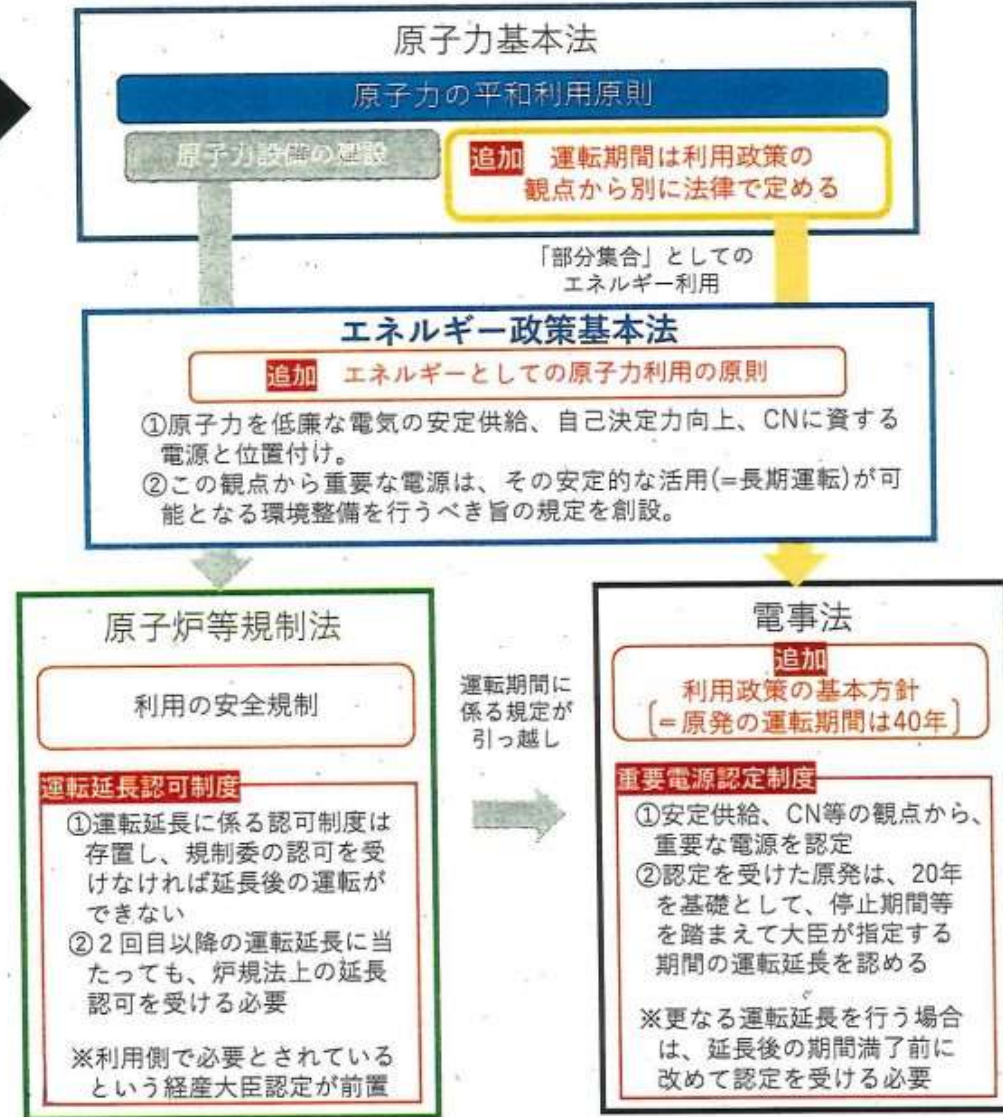 原子力基本法
原子力の平和利用原則
原子力設備の建設
追加 運転期間は利用政策の
観点から別に法律で定める
「部分集合」としての
エネルギー利用
エネルギー政策基本法
追加 エネルギーとしての原子力利用の原則
①原子力を低廉な電気の安定供給、自己決定力向上、CNに資する
電源と位置付け。
②この観点から重要な電源は、その安定的な活用(=長期運転)が可
能となる環境整備を行うべき旨の規定を創設。
原子炉等規制法
利用の安全規制
運転延長認可制度
①運転延長に係る認可制度は
存置し、規制委の認可を受
けなければ延長後の運転が
できない
②2回目以降の運転延長に当
たっても、炉規法上の延長
認可を受ける必要
※利用側で必要とされている
という経産大臣認定が前置
運転期間に
係る規定が
引っ越し
電事法
追加
利用政策の基本方針
[=原発の運転期間は40年]
重要電源認定制度
①安定供給、CN等の観点から、
重要な電源を認定
②認定を受けた原発は、20年
を基礎として、停止期間等
を踏まえて大臣が指定する
期間の運転延長を認める
※更なる運転延長を行う場合
は、延長後の期間満了前に
改めて認定を受ける必要